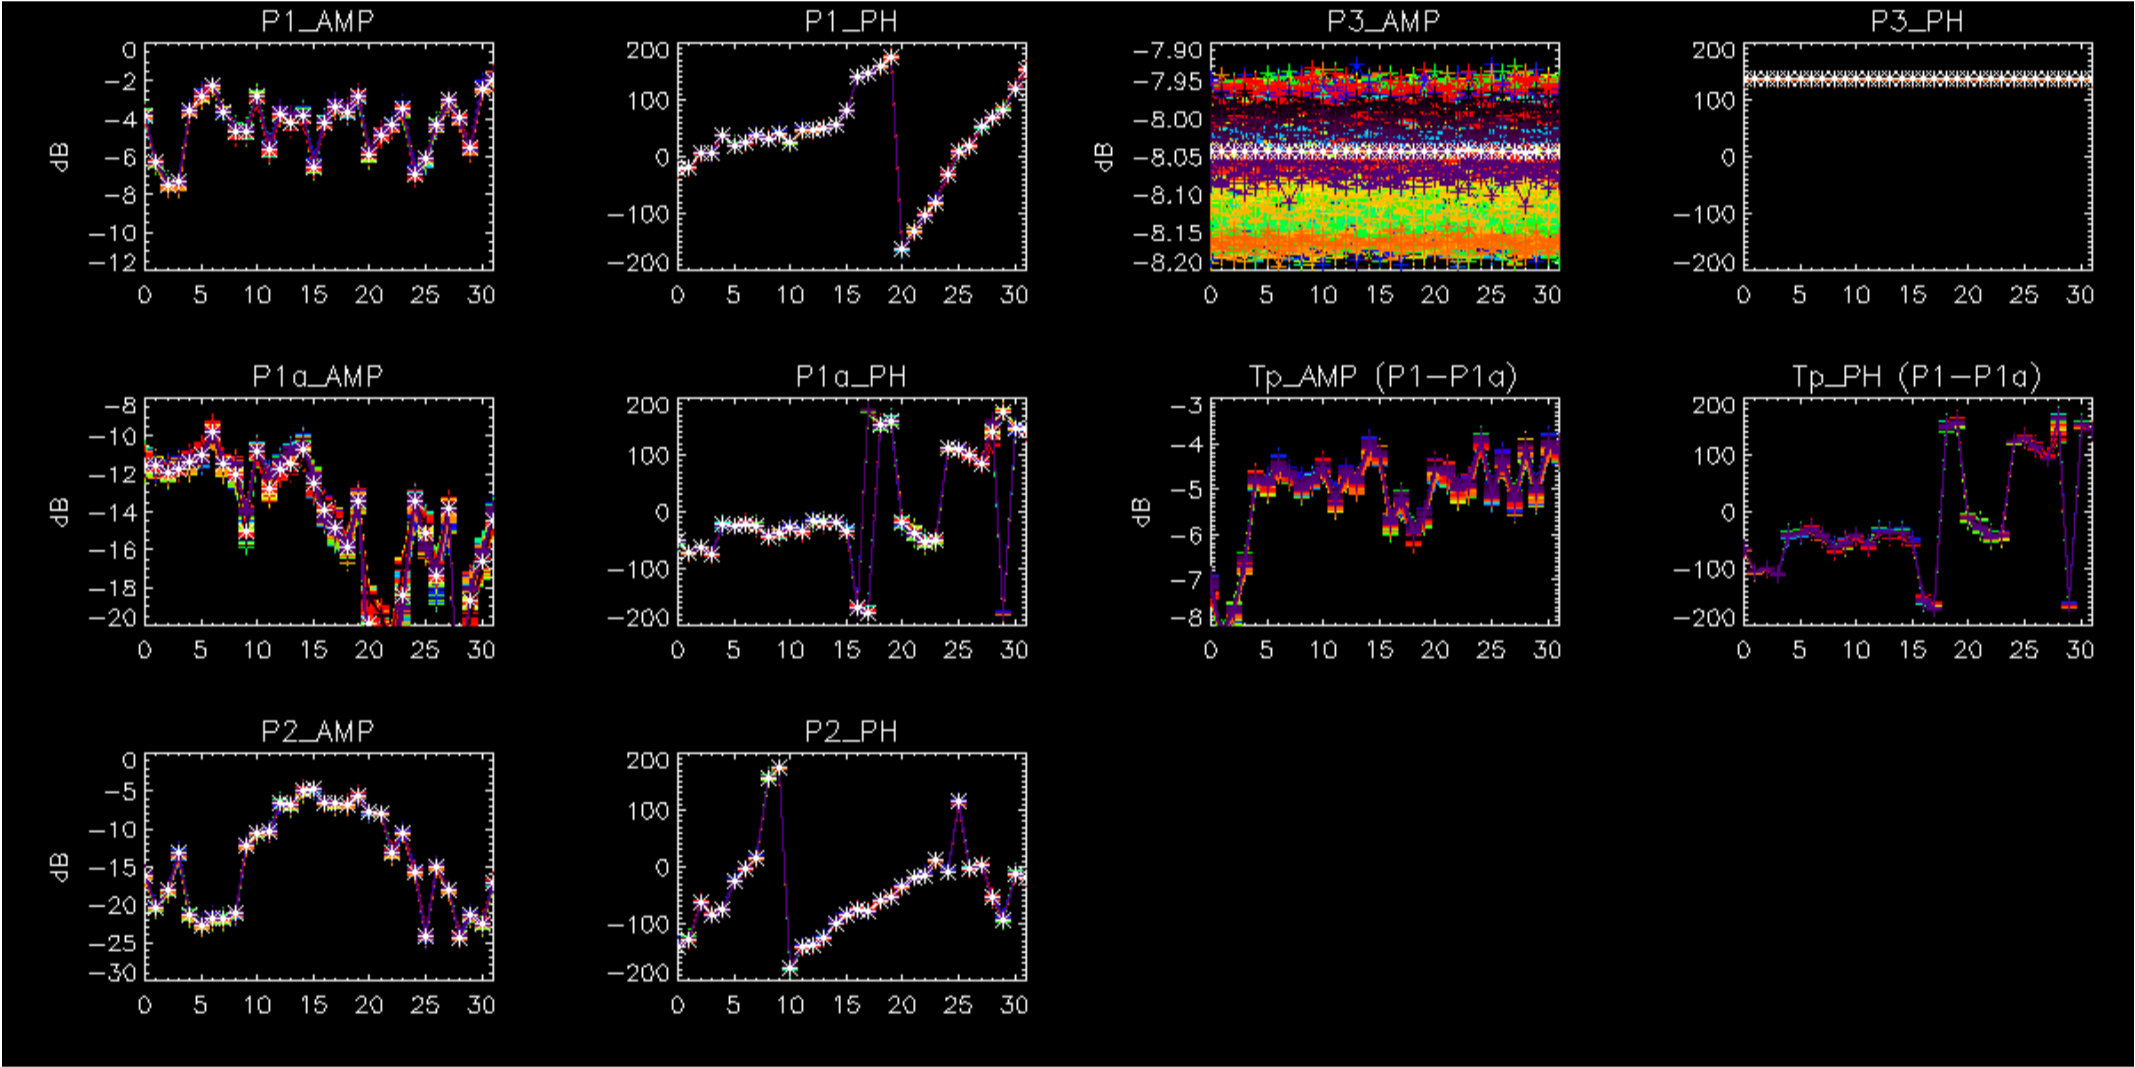 P1_AMP P1_PH P3_AMP P3_PH
0 200 -7.90 200
-2 100 -7.95 100
-4 0 -8.00 0
-6 -100 -8.05 -100
-8 -200 -8.10 -200
-10 -8.15
-12 -8.20
dB dB
0 5 10 15 20 25 30 0 5 10 15 20 25 30 0 5 10 15 20 25 30 0 5 10 15 20 25 30
P1a_AMP P1a_PH Tp_AMP (P1-P1a) Tp_PH (P1-P1a)
-8 200 -3 200
-10 100 -4 100
-12 0 -5 0
-14 -100 -6 -100
-16 -200 -7 -200
-18 -8
-20
dB dB
0 5 10 15 20 25 30 0 5 10 15 20 25 30 0 5 10 15 20 25 30 0 5 10 15 20 25 30
P2_AMP P2_PH
0 200
-5 100
-10 0
-15 -100
-20 -200
-25
-30
dB
0 5 10 15 20 25 30 0 5 10 15 20 25 30